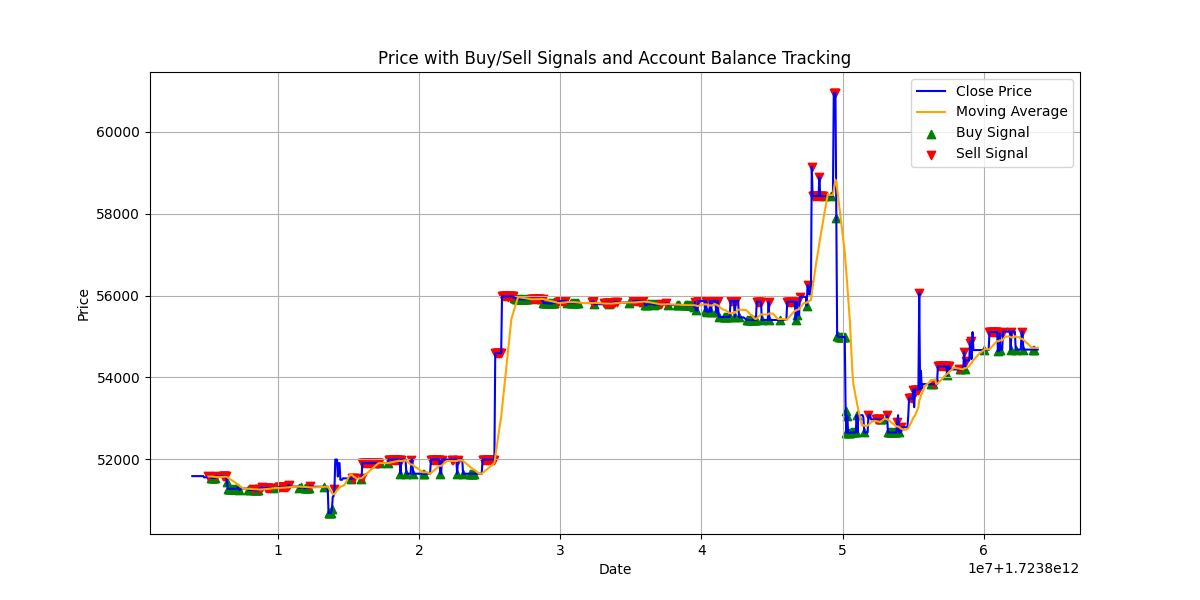 Price with Buy/Sell Signals and Account Balance Tracking
Close Price
Moving Average
Buy Signal
Sell Signal
60000
58000
56000
54000
52000
Price
1 2 3 4 5 6
Date
1e7+1.7238e12